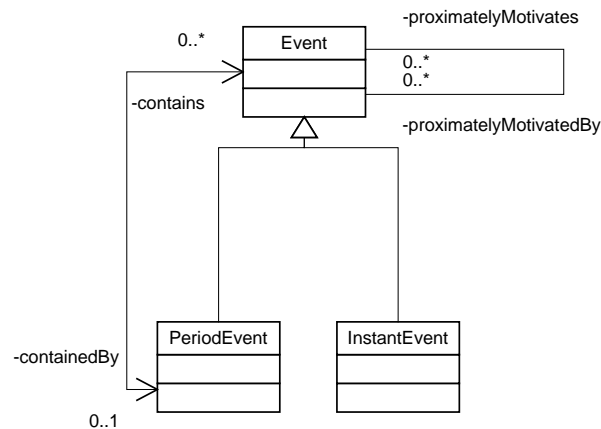 -proximatelyMotivates
0..*
Event
0..*
0..*
-contains
-proximatelyMotivatedBy
PeriodEvent
InstantEvent
-containedBy
0..1